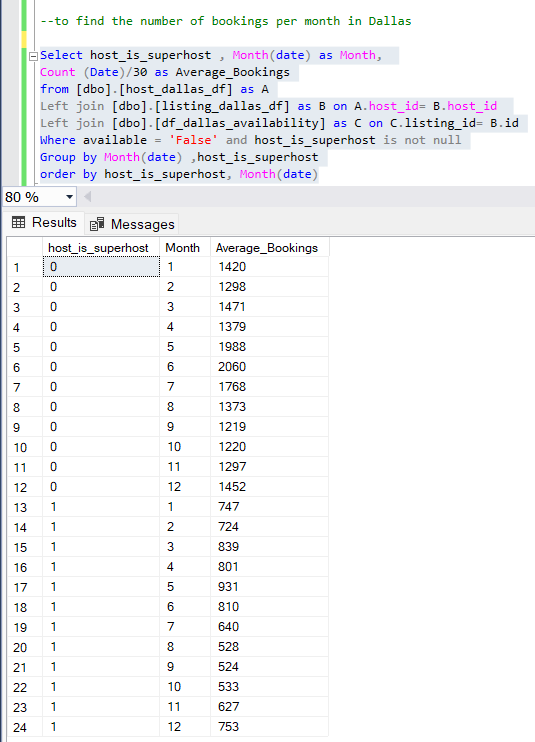 --to find the number of bookings per month in Dallas
Select host_is_superhost , Month(date) as Month,
Count (Date)/30 as Average_Bookings
from [dbo].[host_dallas_df] as A
Left join [dbo].[listing_dallas_df] as B on A.host_id= B.host_id
Left join [dbo].[df_dallas_availability] as C on C.listing_id= B.id
Where available = 'False' and host_is_superhost is not null
Group by Month(date) ,host_is_superhost
order by host_is_superhost, Month(date)
80 %
Results Messages
host_is_superhost Month Average_Bookings
1 0 1 1420
2 0 2 1298
3 0 3 1471
4 0 4 1379
5 0 5 1988
6 0 6 2060
7 0 7 1768
8 0 8 1373
9 0 9 1219
10 0 10 1220
11 0 11 1297
12 0 12 1452
13 1 1 747
14 1 2 724
15 1 3 839
16 1 4 801
17 1 5 931
18 1 6 810
19 1 7 640
20 1 8 528
21 1 9 524
22 1 10 533
23 1 11 627
24 1 12 753